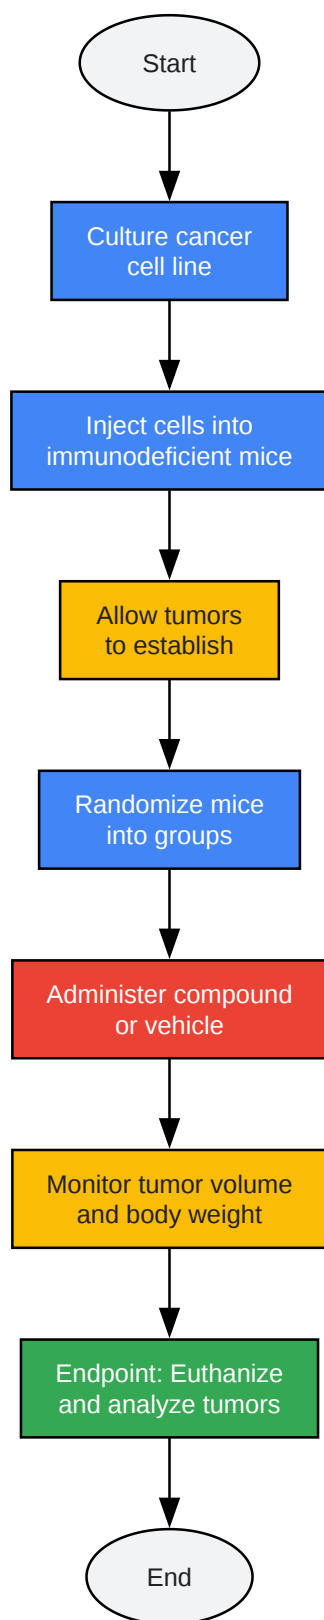 Start
Culture cancer
cell line
Inject cells into
immunodeficient mice
Allow tumors
to establish
Randomize mice
into groups
Administer compound
or vehicle
Monitor tumor volume
and body weight
Endpoint: Euthanize
and analyze tumors
End